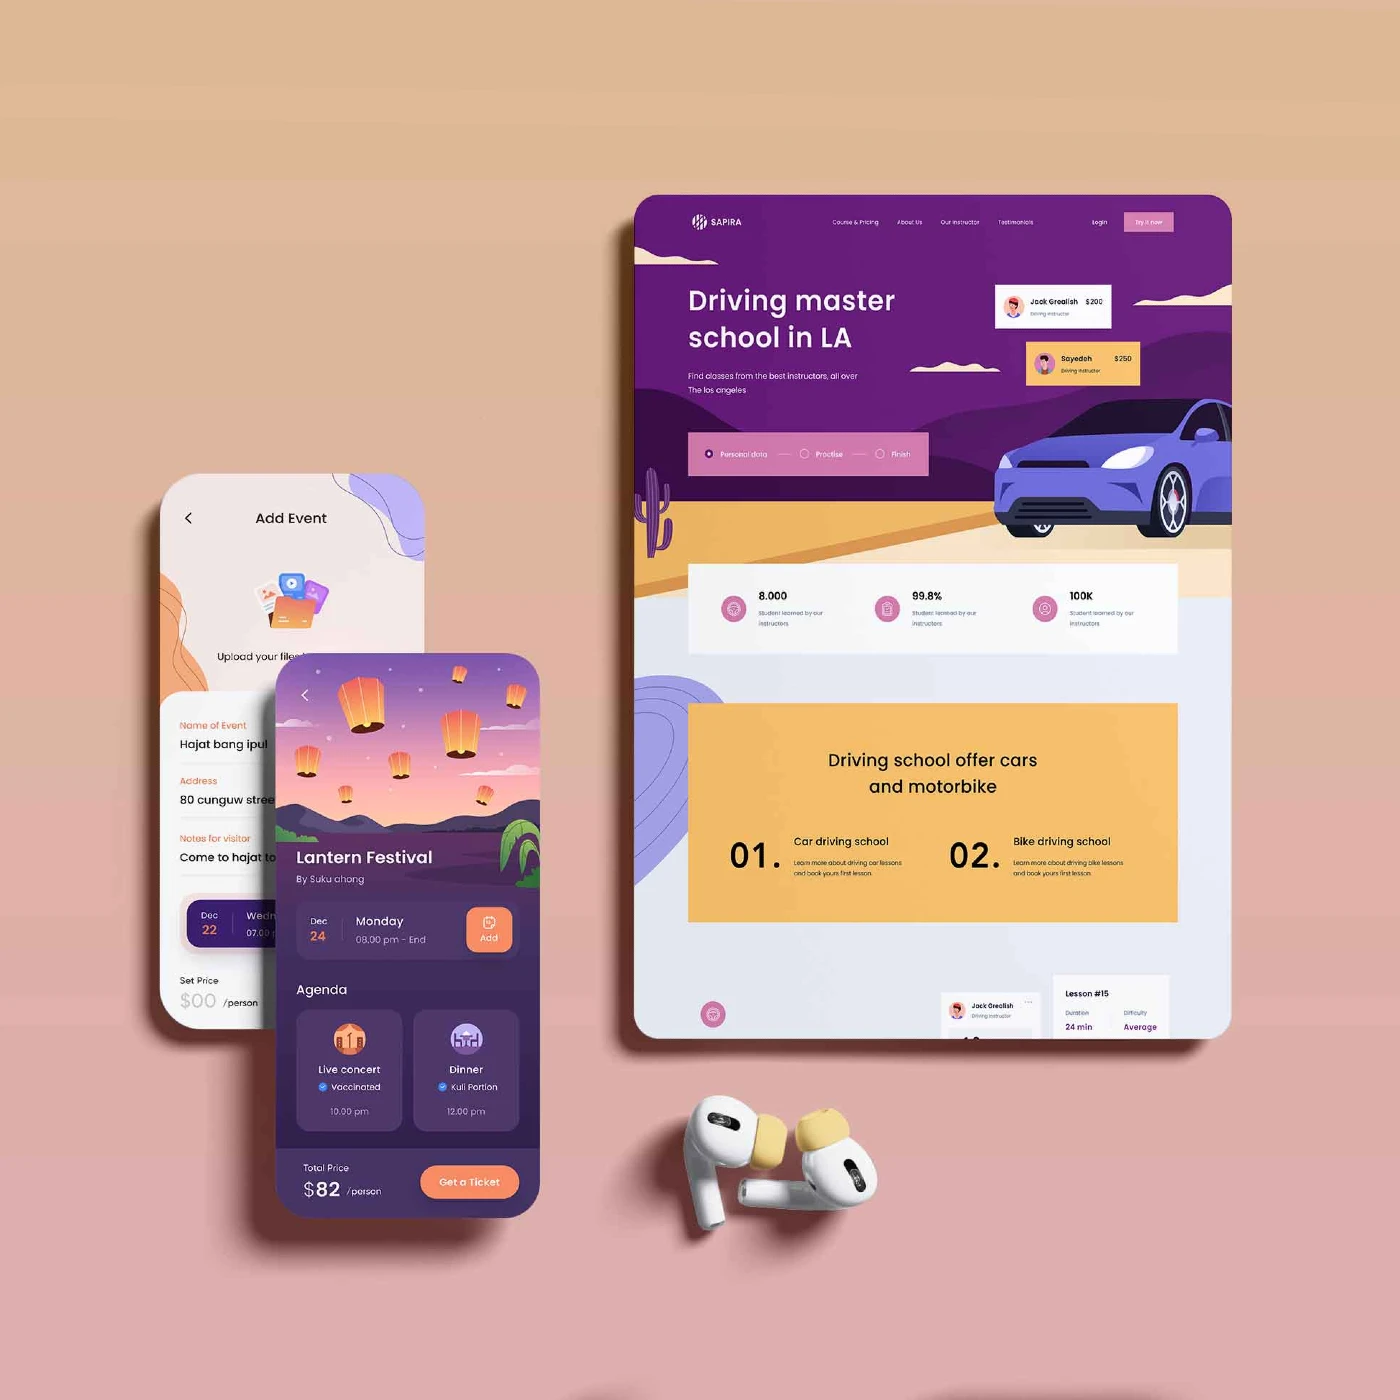 Add Event
Upload your files
Name of Event
Hajat bang ipul
Address
80 cunguw stree
Notes for visitor
Come to hajat to
Dec
22
Wedn
07.00 p
Set Price
$00 /person
Lantern Festival
By Suku ahong
Dec
24
Monday
08.00 pm - End
Add
Agenda
Live concert
Vaccinated
10.00 pm
Dinner
Kuli Portion
12.00 pm
Total Price
$82 /person
Get a Ticket
SAPIRA
Course & Pricing
About Us
Our Instructor
Testimonials
Login
Try it now
Driving master
school in LA
Find classes from the best instructors, all over
The los angeles
Jack Grealish $200
Driving Instructor
Sayedeh $250
Driving Instructor
Personal data
Practise
Finish
8.000
Student learned by our
instructors
99.8%
Student learned by our
instructors
100K
Student learned by our
instructors
Driving school offer cars
and motorbike
01.
Car driving school
Learn more about driving car lessons
and book yours first lesson
02.
Bike driving school
Learn more about driving bike lessons
and book yours first lesson
Jack Grealish
Driving Instructor
Lesson #15
Duration
24 min
Difficulty
Average